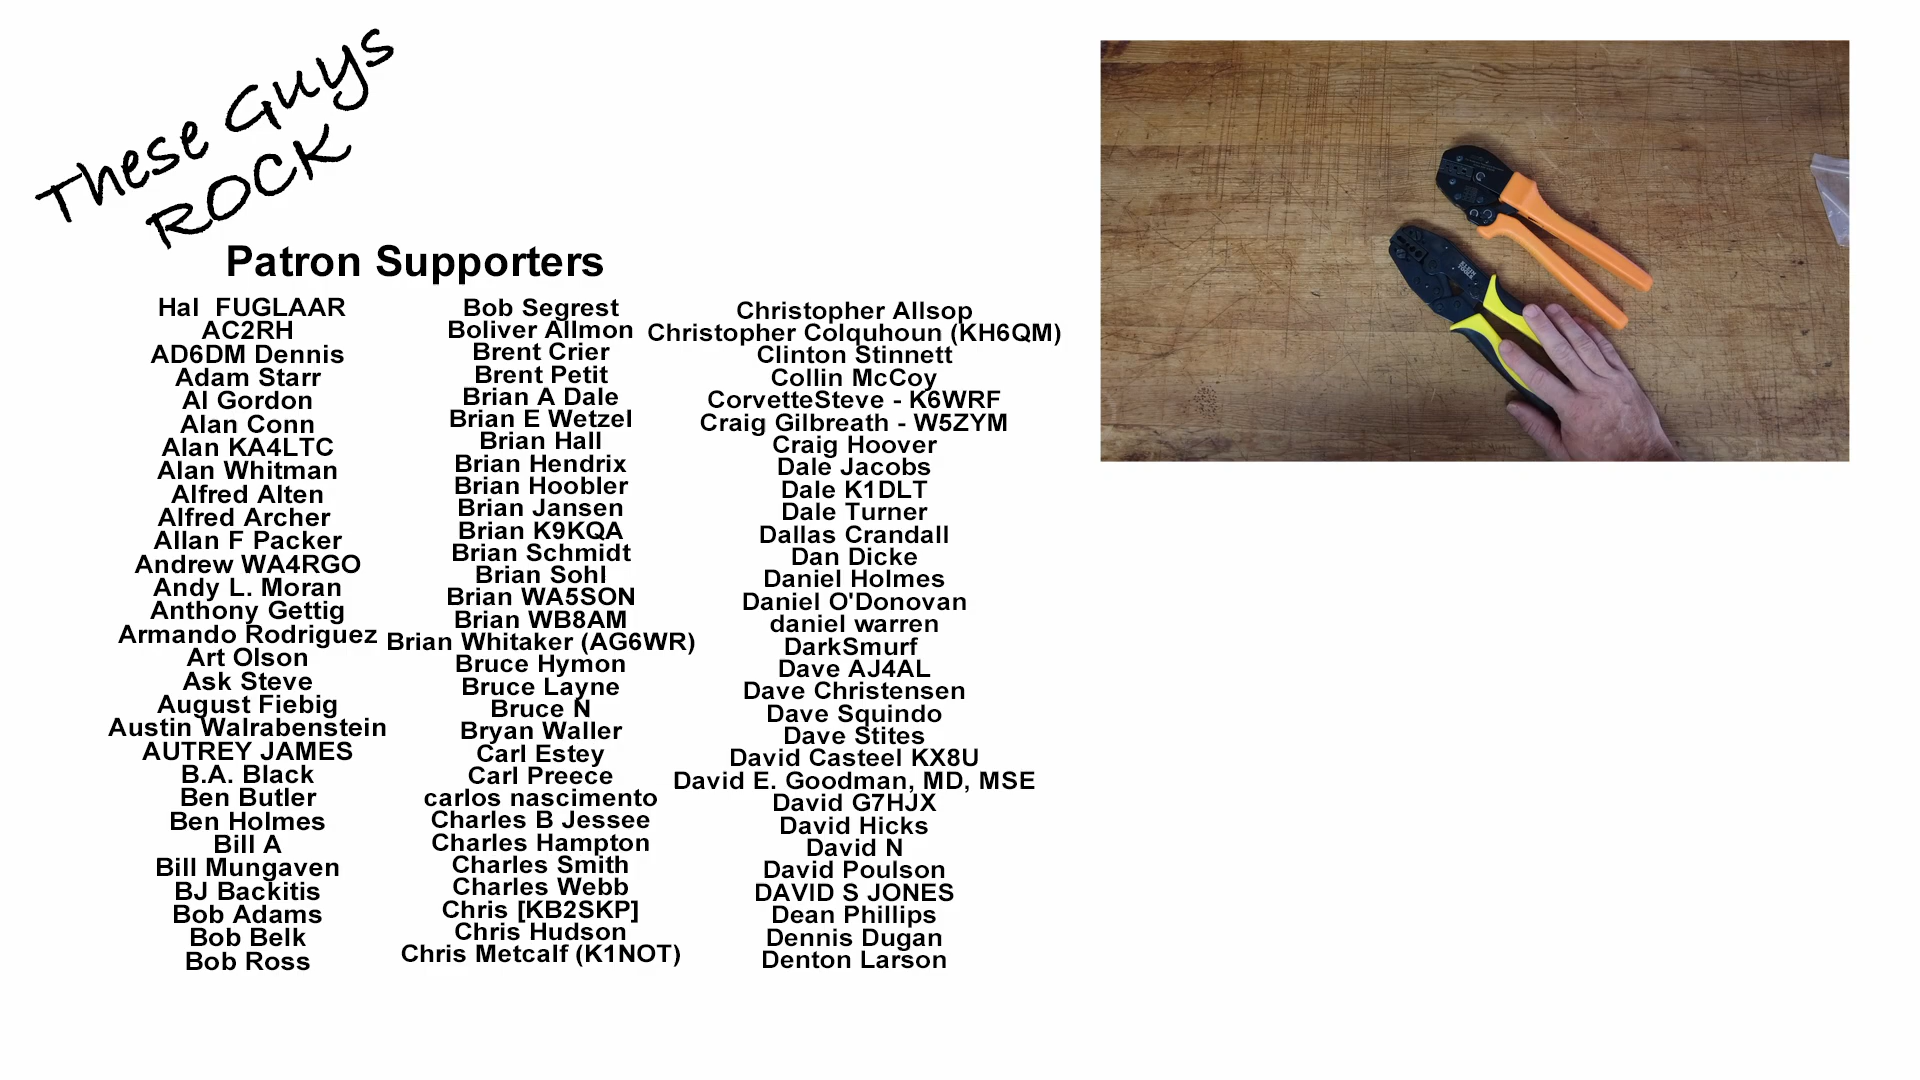 These Guys
ROCK
Patron Supporters
Hal  FUGLAAR
AC2RH
AD6DM Dennis
Adam Starr
Al Gordon
Alan Conn
Alan KA4LTC
Alan Whitman
Alfred Alten
Alfred Archer
Allan F Packer
Andrew WA4RGO
Andy L. Moran
Anthony Gettig
Armando Rodriguez
Art Olson
Ask Steve
August Fiebig
Austin Walrabenstein
AUTREY JAMES
B.A. Black
Ben Butler
Ben Holmes
Bill A
Bill Mungaven
BJ Backitis
Bob Adams
Bob Belk
Bob Ross
Bob Segrest
Boliver Allmon
Brent Crier
Brent Petit
Brian A Dale
Brian E Wetzel
Brian Hall
Brian Hendrix
Brian Hoobler
Brian Jansen
Brian K9KQA
Brian Schmidt
Brian Sohl
Brian WA5SON
Brian WB8AM
Brian Whitaker (AG6WR)
Bruce Hymon
Bruce Layne
Bruce N
Bryan Waller
Carl Estey
Carl Preece
carlos nascimento
Charles B Jessee
Charles Hampton
Charles Smith
Charles Webb
Chris [KB2SKP]
Chris Hudson
Chris Metcalf (K1NOT)
Christopher Allsop
Christopher Colquhoun (KH6QM)
Clinton Stinnett
Collin McCoy
CorvetteSteve - K6WRF
Craig Gilbreath - W5ZYM
Craig Hoover
Dale Jacobs
Dale K1DLT
Dale Turner
Dallas Crandall
Dan Dicke
Daniel Holmes
Daniel O'Donovan
daniel warren
DarkSmurf
Dave AJ4AL
Dave Christensen
Dave Squindo
Dave Stites
David Casteel KX8U
David E. Goodman, MD, MSE
David G7HJX
David Hicks
David N
David Poulson
DAVID S JONES
Dean Phillips
Dennis Dugan
Denton Larson
KLEIN
TOOLS